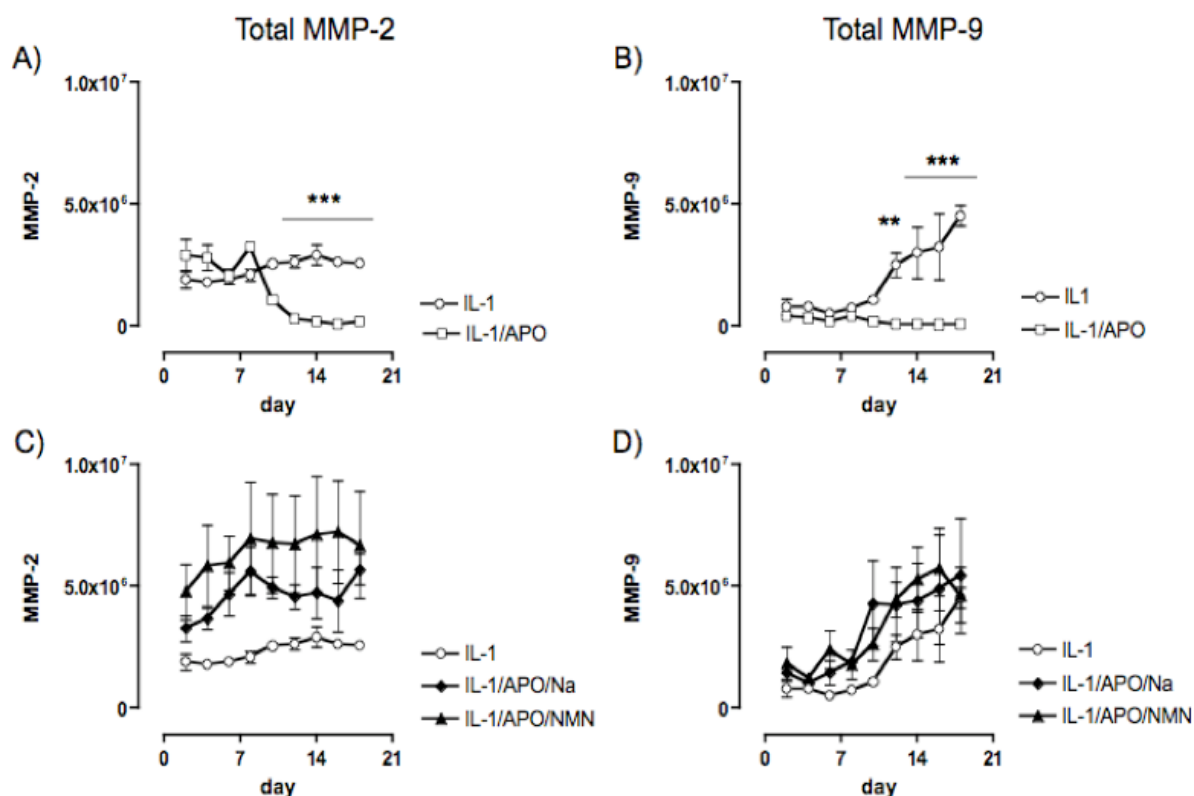 Total MMP-2
Total MMP-9
A)
1.0x10⁷
5.0x10⁶
0
MMP-2
***
IL-1
IL-1/APO
0 7 14 21
day
B)
1.0x10⁷
5.0x10⁶
0
MMP-9
***
**
IL1
IL-1/APO
0 7 14 21
day
C)
1.0x10⁷
5.0x10⁶
0
MMP-2
IL-1
IL-1/APO/Na
IL-1/APO/NMN
0 7 14 21
day
D)
1.0x10⁷
5.0x10⁶
0
MMP-9
IL-1
IL-1/APO/Na
IL-1/APO/NMN
0 7 14 21
day